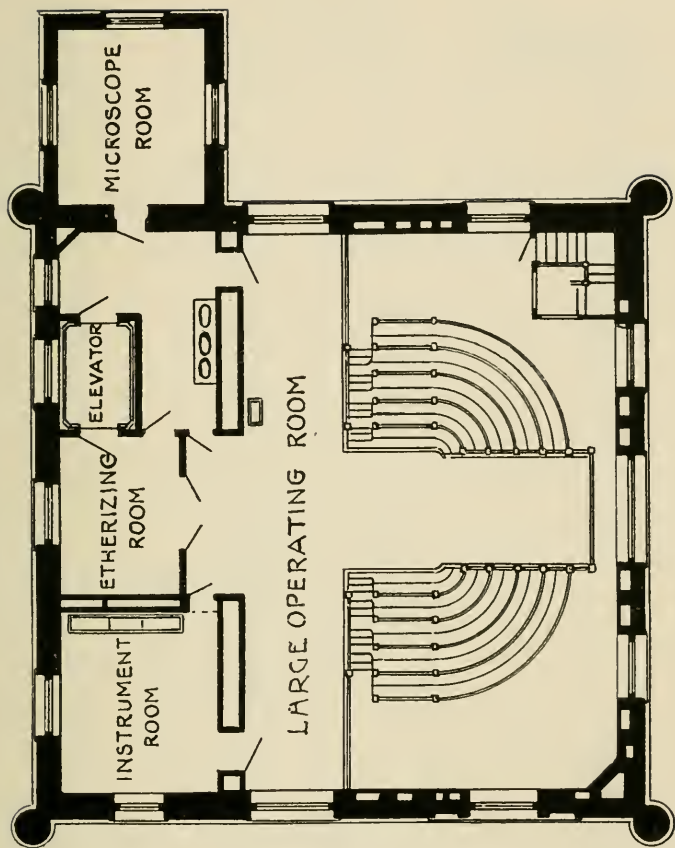 MICROSCOPE
ROOM
ELEVATOR
ETHERIZING
ROOM
INSTRUMENT
ROOM
LARGE OPERATING ROOM